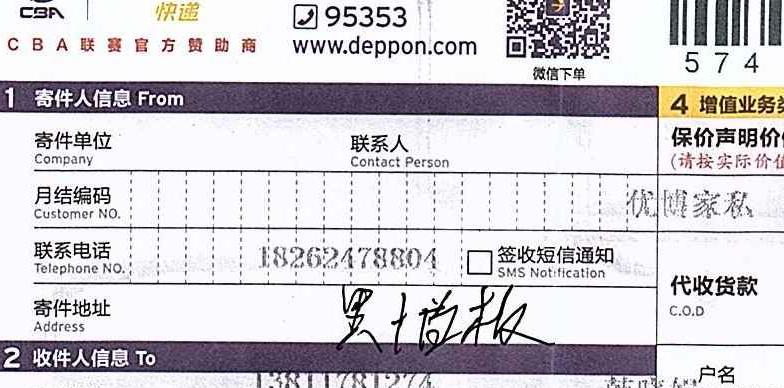 CBA
快递
95353
CBA联赛官方赞助商
www.deppon.com
微信下单
574
1 寄件人信息 From
4 增值业务
寄件单位
Company
联系人
Contact Person
保价声明价
(请按实际价值
月结编码
Customer NO.
优博家私
联系电话
Telephone NO.
18262478804
签收短信通知
SMS Notification
代收货款
C.O.D
寄件地址
Address
2 收件人信息 To
13811781274
户名